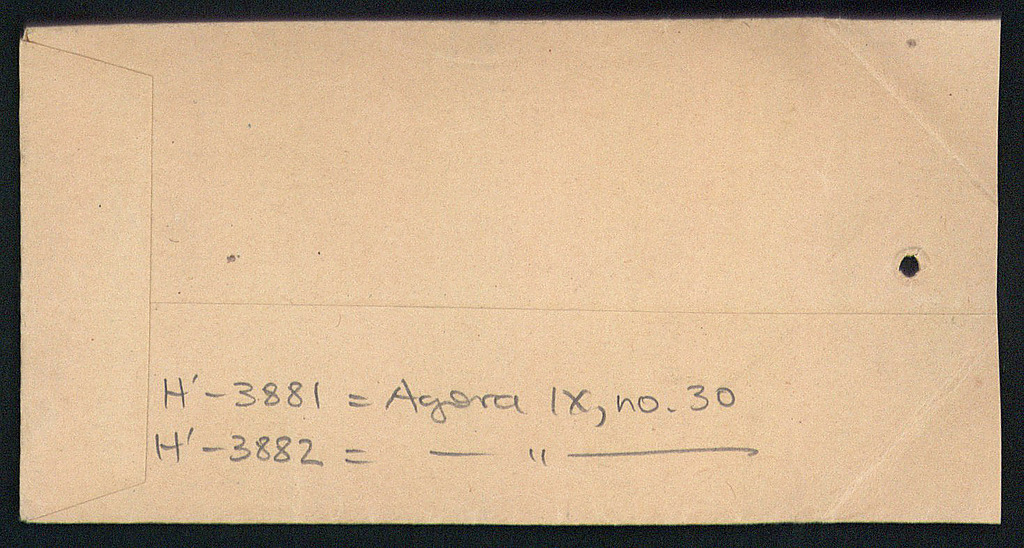 H'-3881 = Agora IX, no. 30
H'-3882 = — " —